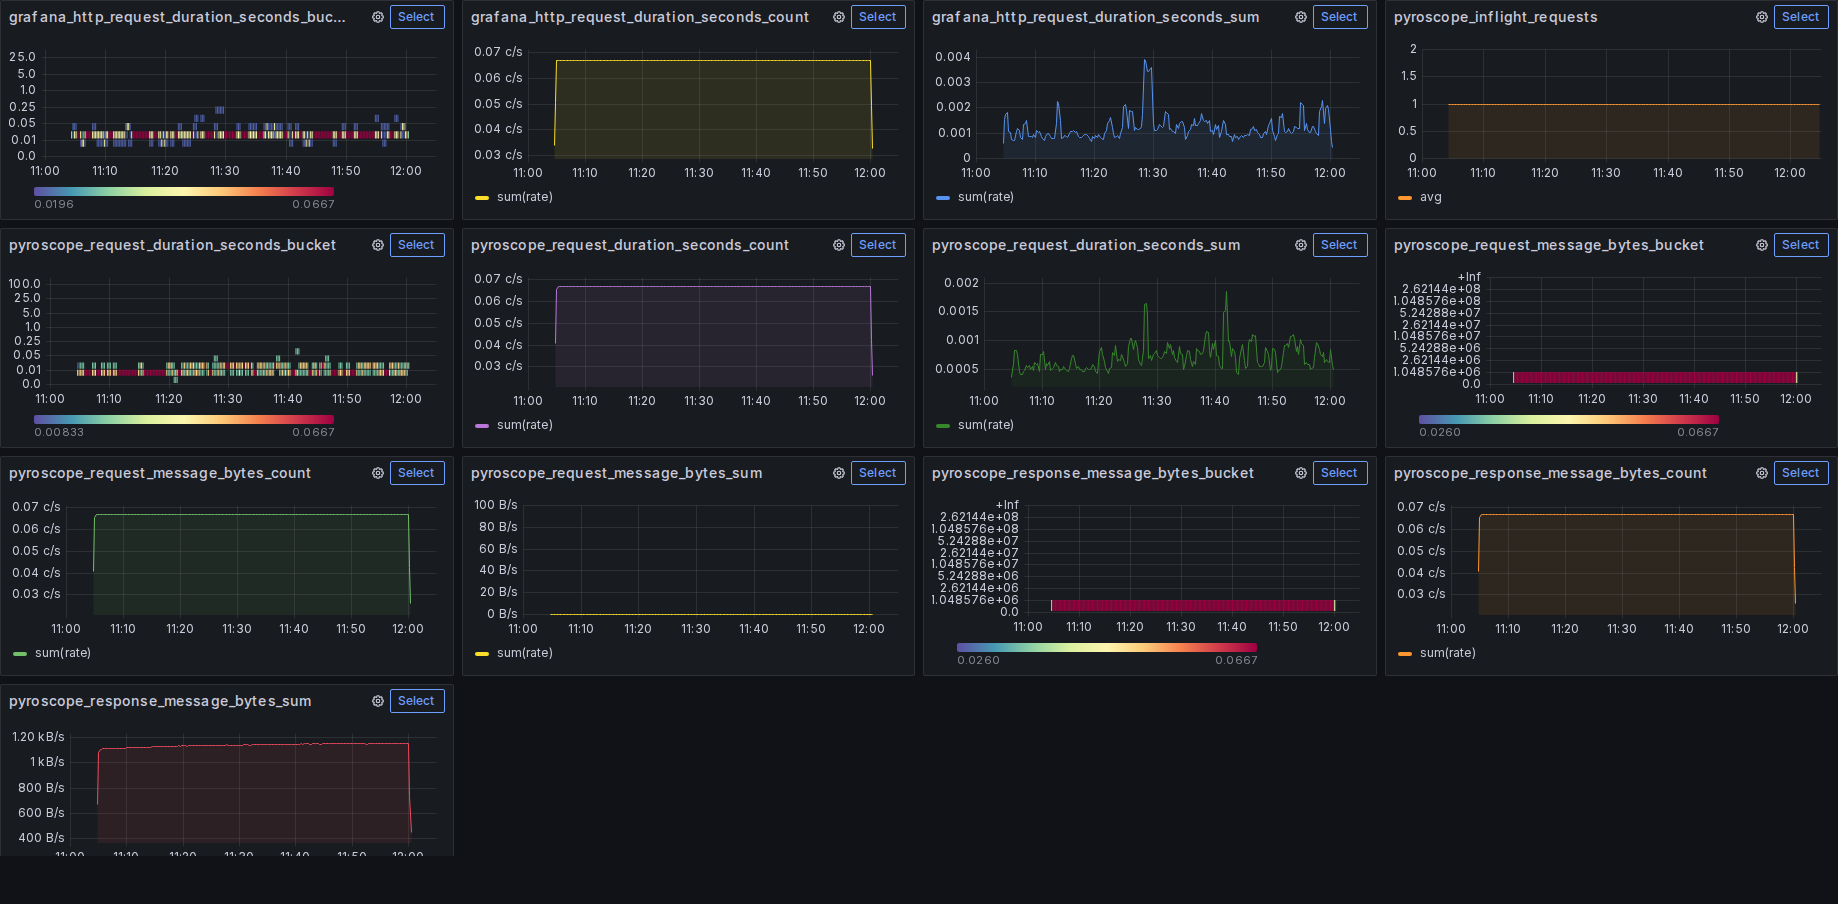 grafana_http_request_duration_seconds_buc... Select
25.0
5.0
1.0
0.25
0.05
0.01
0.0
11:00 11:10 11:20 11:30 11:40 11:50 12:00
0.0196 0.0667
grafana_http_request_duration_seconds_count Select
0.07 c/s
0.06 c/s
0.05 c/s
0.04 c/s
0.03 c/s
11:00 11:10 11:20 11:30 11:40 11:50 12:00
sum(rate)
grafana_http_request_duration_seconds_sum Select
0.004
0.003
0.002
0.001
0
11:00 11:10 11:20 11:30 11:40 11:50 12:00
sum(rate)
pyroscope_inflight_requests Select
2
1.5
1
0.5
0
11:00 11:10 11:20 11:30 11:40 11:50 12:00
avg
pyroscope_request_duration_seconds_bucket Select
100.0
25.0
5.0
1.0
0.25
0.05
0.01
0.0
11:00 11:10 11:20 11:30 11:40 11:50 12:00
0.00833 0.0667
pyroscope_request_duration_seconds_count Select
0.07 c/s
0.06 c/s
0.05 c/s
0.04 c/s
0.03 c/s
11:00 11:10 11:20 11:30 11:40 11:50 12:00
sum(rate)
pyroscope_request_duration_seconds_sum Select
0.002
0.0015
0.001
0.0005
11:00 11:10 11:20 11:30 11:40 11:50 12:00
sum(rate)
pyroscope_request_message_bytes_bucket Select
+Inf
2.62144e+08
1.048576e+08
5.24288e+07
2.62144e+07
1.048576e+07
5.24288e+06
2.62144e+06
1.048576e+06
0.0
11:00 11:10 11:20 11:30 11:40 11:50 12:00
0.0260 0.0667
pyroscope_request_message_bytes_count Select
0.07 c/s
0.06 c/s
0.05 c/s
0.04 c/s
0.03 c/s
11:00 11:10 11:20 11:30 11:40 11:50 12:00
sum(rate)
pyroscope_request_message_bytes_sum Select
100 B/s
80 B/s
60 B/s
40 B/s
20 B/s
0 B/s
11:00 11:10 11:20 11:30 11:40 11:50 12:00
sum(rate)
pyroscope_response_message_bytes_bucket Select
+Inf
2.62144e+08
1.048576e+08
5.24288e+07
2.62144e+07
1.048576e+07
5.24288e+06
2.62144e+06
1.048576e+06
0.0
11:00 11:10 11:20 11:30 11:40 11:50 12:00
0.0260 0.0667
pyroscope_response_message_bytes_count Select
0.07 c/s
0.06 c/s
0.05 c/s
0.04 c/s
0.03 c/s
11:00 11:10 11:20 11:30 11:40 11:50 12:00
sum(rate)
pyroscope_response_message_bytes_sum Select
1.20 kB/s
1 kB/s
800 B/s
600 B/s
400 B/s
11:00 11:10 11:20 11:30 11:40 11:50 12:00